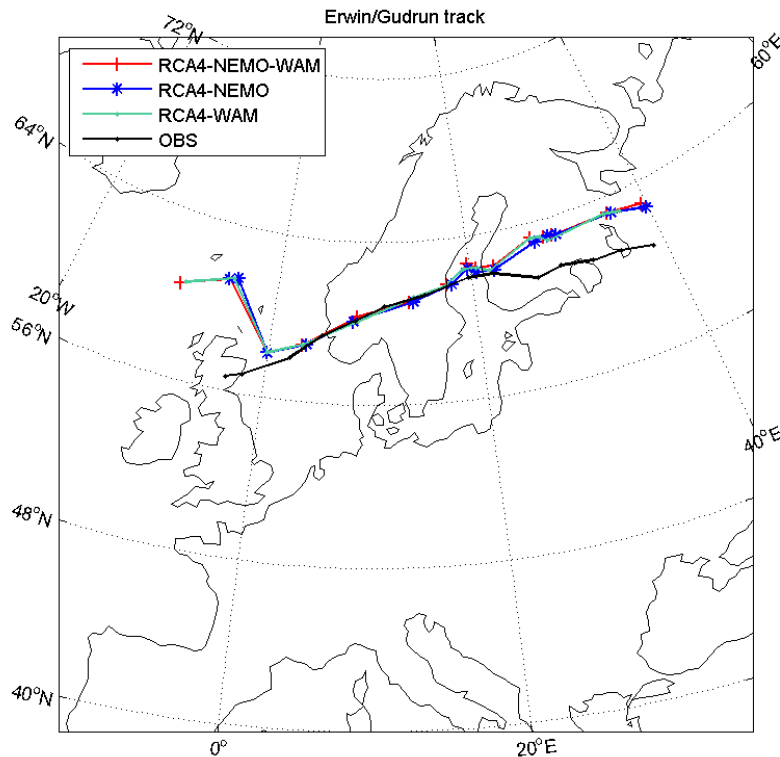 Erwin/Gudrun track
72°N
60°E
RCA4-NEMO-WAM
RCA4-NEMO
RCA4-WAM
OBS
64°N
20°W
56°N
40°E
48°N
40°N
0°
20°E